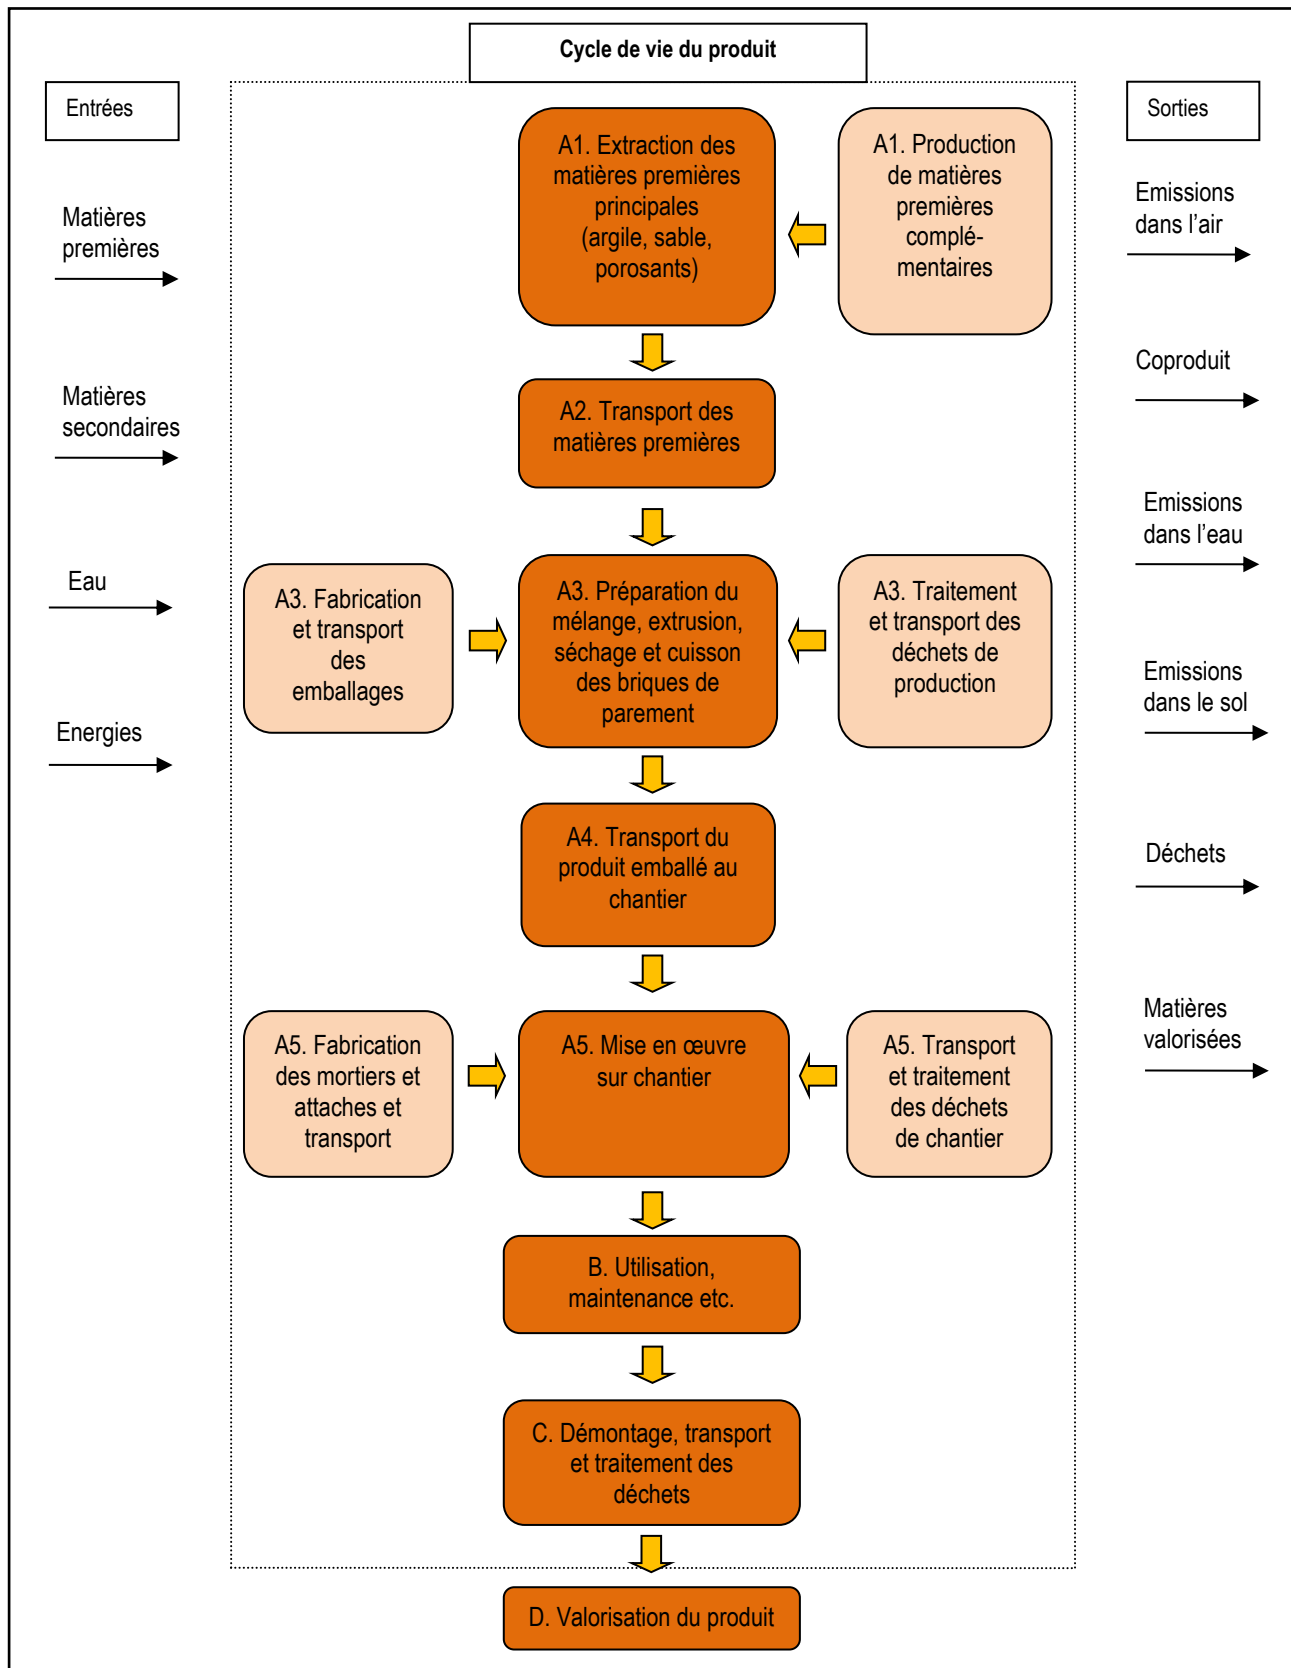 Cycle de vie du produit
Entrées
Sorties
A1. Extraction des
matières premières
principales
(argile, sable,
porosants)
A1. Production
de matières
premières
complé-
mentaires
Matières
premières
Emissions
dans l’air
Coproduit
A2. Transport des
matières premières
Matières
secondaires
Emissions
dans l’eau
Eau
A3. Fabrication
et transport
des
emballages
A3. Préparation du
mélange, extrusion,
séchage et cuisson
des briques de
parement
A3. Traitement
et transport des
déchets de
production
Emissions
dans le sol
Energies
A4. Transport du
produit emballé au
chantier
Déchets
Matières
valorisées
A5. Fabrication
des mortiers et
attaches et
transport
A5. Mise en œuvre
sur chantier
A5. Transport
et traitement
des déchets
de chantier
B. Utilisation,
maintenance etc.
C. Démontage, transport
et traitement des
déchets
D. Valorisation du produit